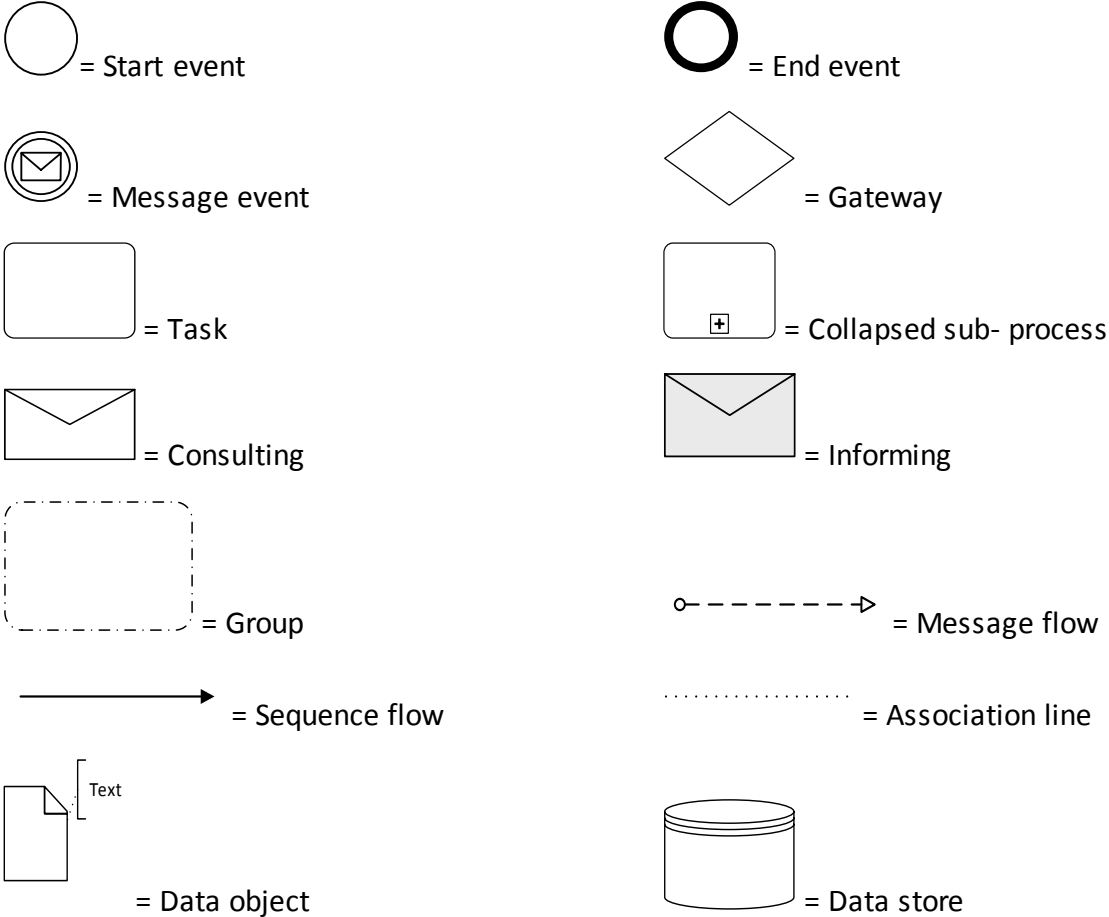 = Start event
= End event
= Message event
= Gateway
= Task
= Collapsed sub- process
= Consulting
= Informing
= Group
= Message flow
= Sequence flow
= Association line
Text
= Data object
= Data store